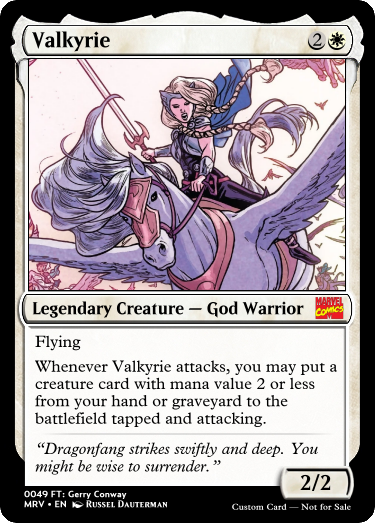 Valkyrie 2
Legendary Creature — God Warrior
MARVEL
COMICS
Flying
Whenever Valkyrie attacks, you may put a
creature card with mana value 2 or less
from your hand or graveyard to the
battlefield tapped and attacking.
“Dragonfang strikes swiftly and deep. You
might be wise to surrender.”
2/2
0049 FT: Gerry Conway
MRV • EN Russel Dauterman
Custom Card — Not for Sale